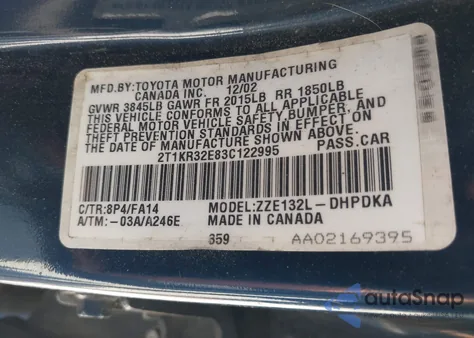 MFD.BY:TOYOTA MOTOR MANUFACTURING
CANADA INC. 12/02
GVWR 3845LB GAWR FR 2015LB RR 1850LB
THIS VEHICLE CONFORMS TO ALL APPLICABLE
FEDERAL MOTOR VEHICLE SAFETY, BUMPER, AND
THEFT PREVENTION STANDARDS IN EFFECT ON
THE DATE OF MANUFACTURE SHOWN ABOVE.
2T1KR32E83C122995 PASS.CAR
C/TR:8P4/FA14 MODEL:ZZE132L-DHPDKA
A/TM:-03A/A246E MADE IN CANADA
359 AA02169395
autoSnap